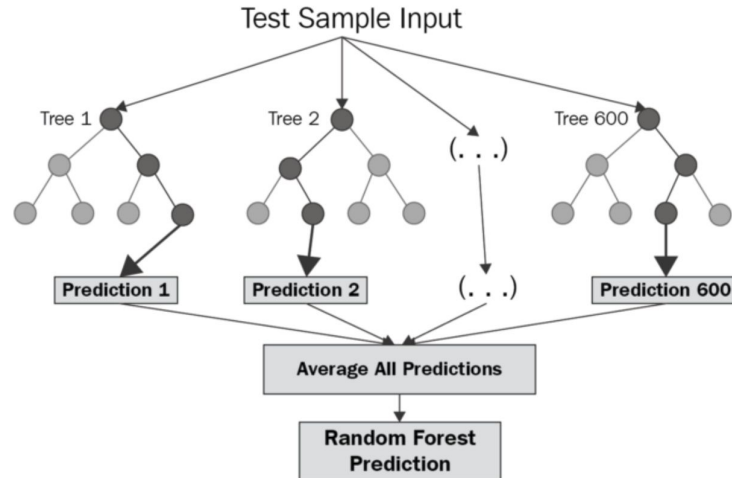 Test Sample Input
Tree 1
Tree 2
Tree 600
(. . .)
Prediction 1
Prediction 2
(. . .)
Prediction 600
Average All Predictions
Random Forest
Prediction